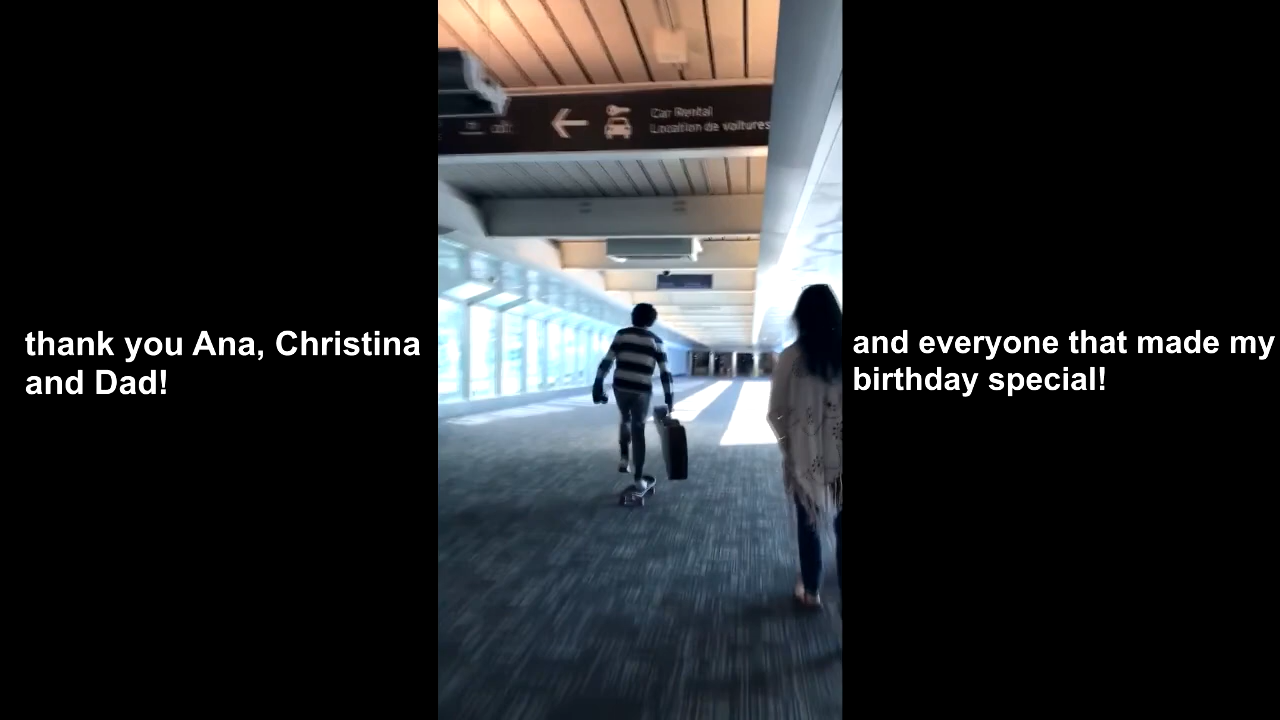 Car Rental
Location de voitures
thank you Ana, Christina
and Dad!
and everyone that made my
birthday special!